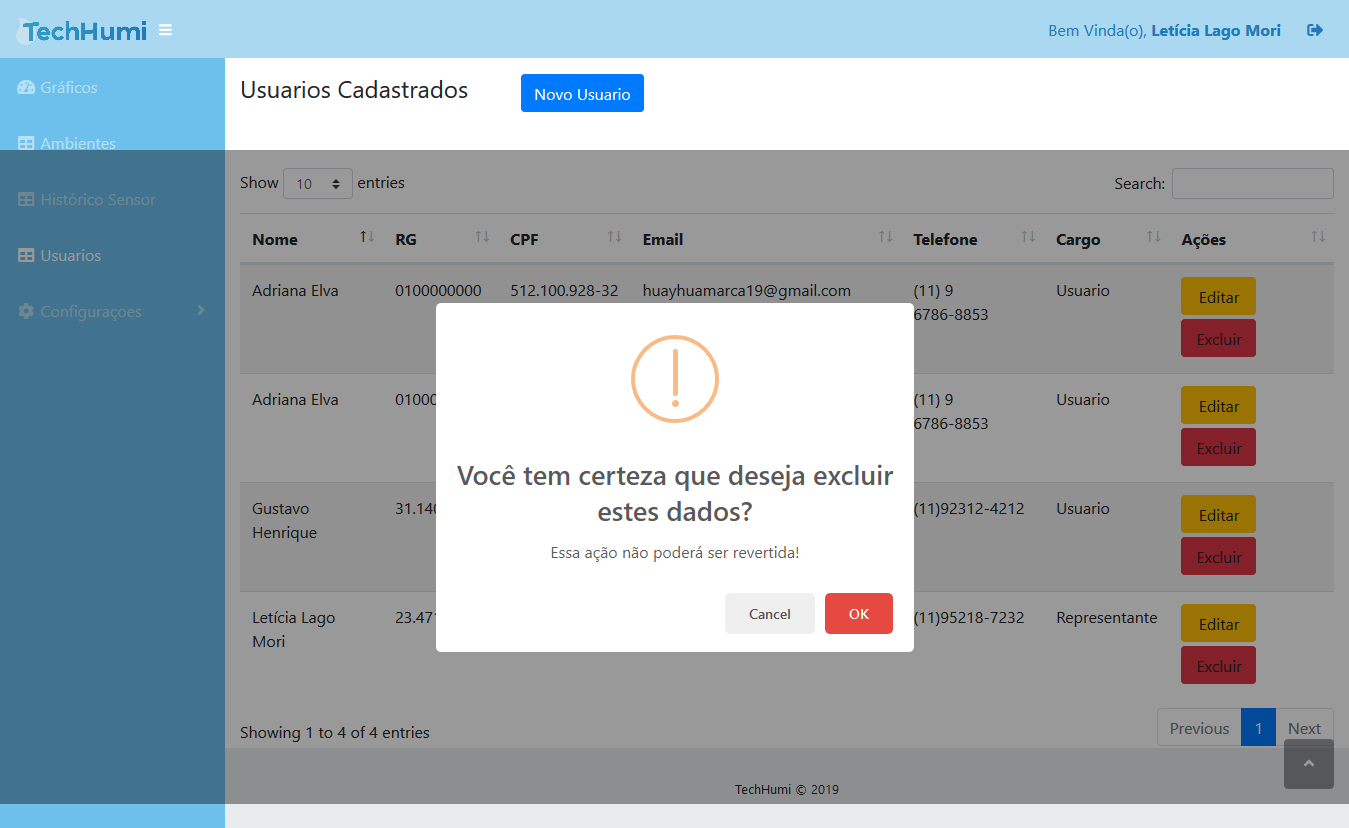 TechHumi
Bem Vinda(o), Letícia Lago Mori
Gráficos
Ambientes
Histórico Sensor
Usuarios
Configuraçoes
Usuarios Cadastrados
Novo Usuario
Show 10 entries
Search:
Nome RG CPF Email Telefone Cargo Ações
Adriana Elva 0100000000 512.100.928-32 huayhuamarca19@gmail.com (11) 9 Usuario Editar
6786-8853
Excluir
Adriana Elva 0100 (11) 9 Usuario Editar
6786-8853
Excluir
Gustavo 31.140 (11)92312-4212 Usuario Editar
Henrique
Excluir
Letícia Lago 23.47 (11)95218-7232 Representante Editar
Mori
Excluir
Você tem certeza que deseja excluir
estes dados?
Essa ação não poderá ser revertida!
Cancel OK
Showing 1 to 4 of 4 entries
Previous 1 Next
TechHumi © 2019